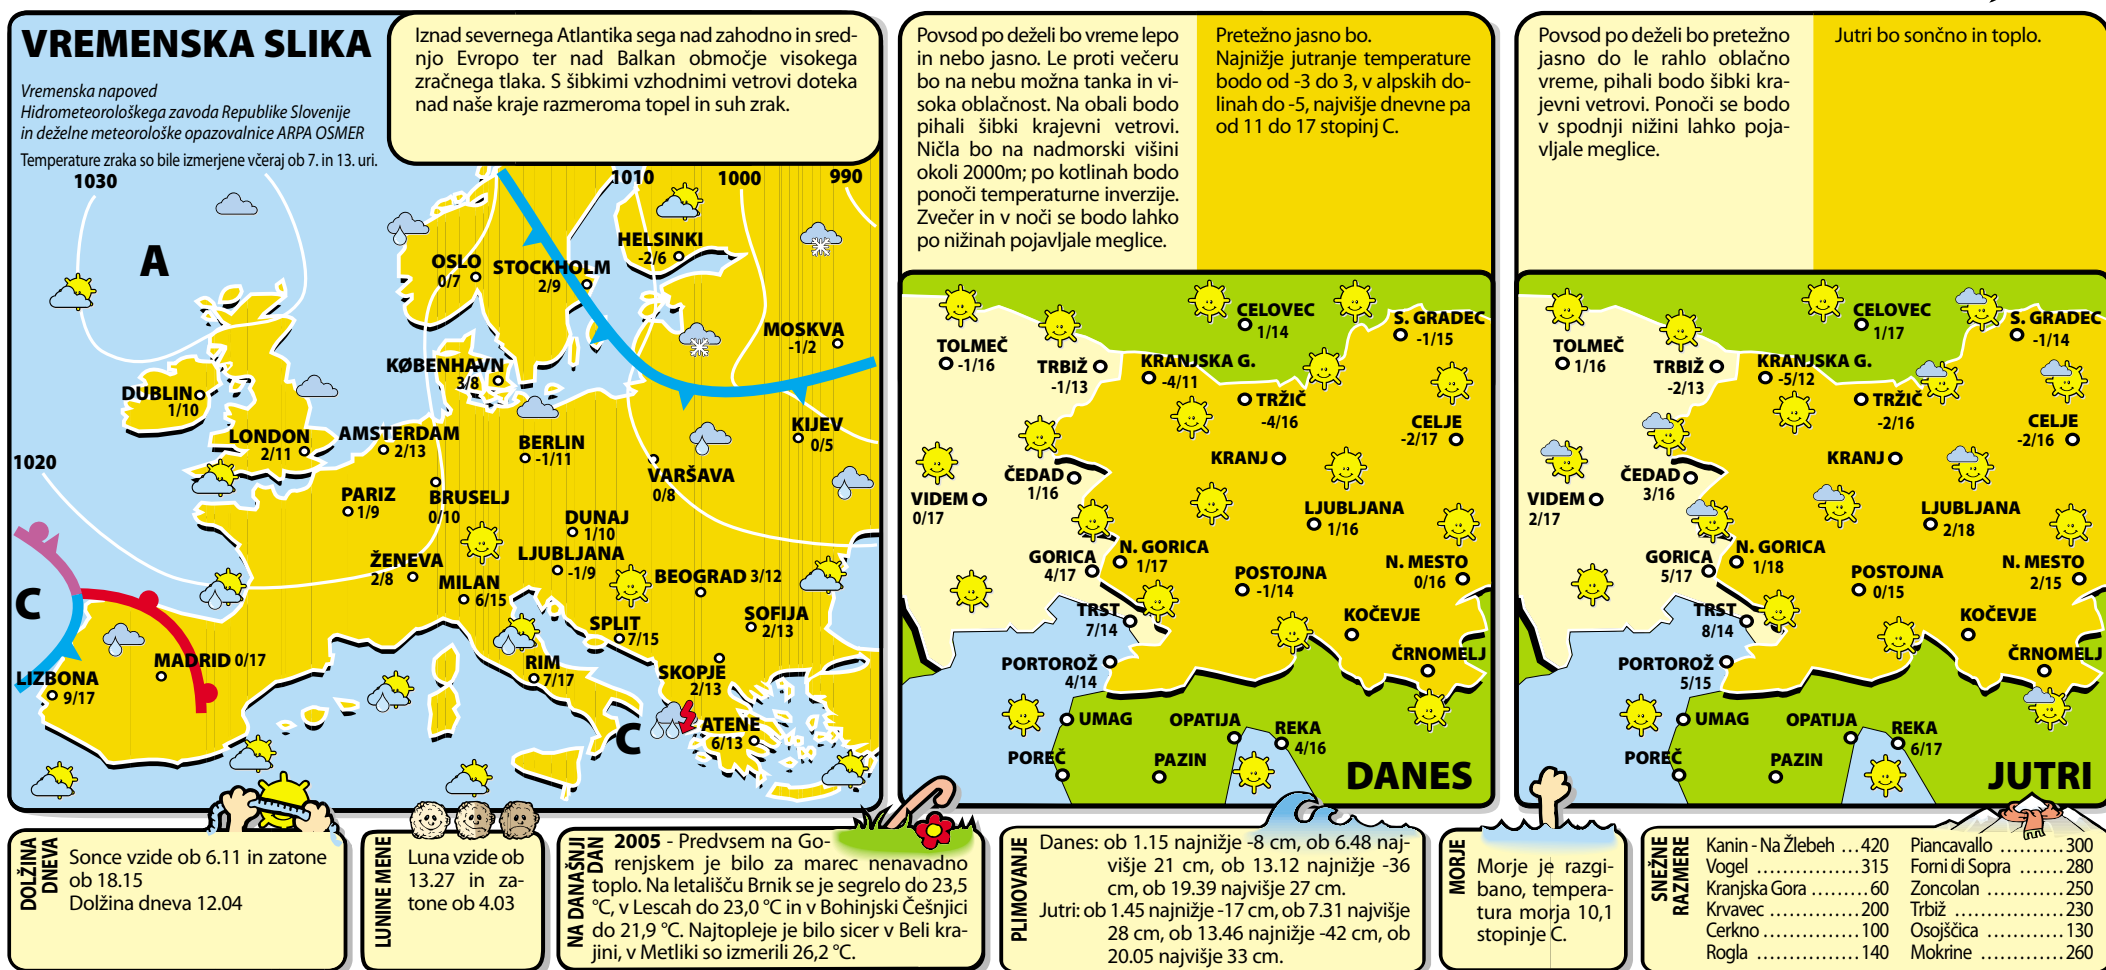 VREMENSKA SLIKA
Vremenska napoved
Hidrometeorološkega zavoda Republike Slovenije
in deželne meteorološke opazovalnice ARPA OSMER
Temperature zraka so bile izmerjene včeraj ob 7. in 13. uri.
Iznad severnega Atlantika sega nad zahodno in sred-
njo Evropo ter nad Balkan območje visokega
zračnega tlaka. S šibkimi vzhodnimi vetrovi doteka
nad naše kraje razmeroma topel in suh zrak.
1030
1010
1000
990
A
HELSINKI
-2/6
OSLO
0/7
STOCKHOLM
2/9
MOSKVA
-1/2
KØBENHAVN
3/8
DUBLIN
1/10
LONDON
2/11
AMSTERDAM
2/13
BERLIN
-1/11
KIJEV
0/5
1020
VARŠAVA
0/8
PARIZ
1/9
BRUSELJ
0/10
DUNAJ
1/10
LJUBLJANA
-1/9
ŽENEVA
2/8
MILAN
6/15
BEOGRAD 3/12
C
SPLIT
7/15
SOFIJA
2/13
MADRID 0/17
LIZBONA
9/17
RIM
7/17
SKOPJE
2/13
C
ATENE
6/13
Povsod po deželi bo vreme lepo
in nebo jasno. Le proti večeru
bo na nebu možna tanka in vi-
soka oblačnost. Na obali bodo
pihali šibki krajevni vetrovi.
Ničla bo na nadmorski višini
okoli 2000m; po kotlinah bodo
ponoči temperaturne inverzije.
Zvečer in v noči se bodo lahko
po nižinah pojavljale meglice.
Pretežno jasno bo.
Najnižje jutranje temperature
bodo od -3 do 3, v alpskih do-
linah do -5, najvišje dnevne pa
od 11 do 17 stopinj C.
CELOVEC
1/14
S. GRADEC
-1/15
TOLMEČ
-1/16
TRBIŽ
-1/13
KRANJSKA G.
-4/11
TRŽIČ
-4/16
CELJE
-2/17
KRANJ
ČEDAD
1/16
VIDEM
0/17
LJUBLJANA
1/16
GORICA
4/17
N. GORICA
1/17
POSTOJNA
-1/14
N. MESTO
0/16
TRST
7/14
KOČEVJE
PORTOROŽ
4/14
ČRNOMELJ
UMAG
OPATIJA
REKA
4/16
POREČ
PAZIN
DANES
Povsod po deželi bo pretežno
jasno do le rahlo oblačno
vreme, pihali bodo šibki kra-
jevni vetrovi. Ponoči se bodo
v spodnji nižini lahko poja-
vljale meglice.
Jutri bo sončno in toplo.
CELOVEC
1/17
S. GRADEC
-1/14
TOLMEČ
1/16
TRBIŽ
-2/13
KRANJSKA G.
-5/12
TRŽIČ
-2/16
CELJE
-2/16
KRANJ
ČEDAD
3/16
VIDEM
2/17
LJUBLJANA
2/18
GORICA
5/17
N. GORICA
1/18
POSTOJNA
0/15
N. MESTO
2/15
TRST
8/14
KOČEVJE
PORTOROŽ
5/15
ČRNOMELJ
UMAG
OPATIJA
REKA
6/17
POREČ
PAZIN
JUTRI
DOLŽINA
DNEVA
Sonce vzide ob 6.11 in zatone
ob 18.15
Dolžina dneva 12.04
LUNINE MENE
Luna vzide ob
13.27 in za-
tone ob 4.03
NA DANAŠNJI
DAN
2005 - Predvsem na Go-
renjskem je bilo za marec nenavadno
toplo. Na letališču Brnik se je segrelo do 23,5
°C, v Lescah do 23,0 °C in v Bohinjski Češnjici
do 21,9 °C. Najtopleje je bilo sicer v Beli kra-
jini, v Metliki so izmerili 26,2 °C.
PLIMOVANJE
Danes: ob 1.15 najnižje -8 cm, ob 6.48 naj-
višje 21 cm, ob 13.12 najnižje -36
cm, ob 19.39 najvišje 27 cm.
Jutri: ob 1.45 najnižje -17 cm, ob 7.31 najvišje
28 cm, ob 13.46 najnižje -42 cm, ob
20.05 najvišje 33 cm.
MORJE
Morje je razgi-
bano, tempera-
tura morja 10,1
stopinje C.
SNEŽNE
RAZMERE
Kanin - Na Žlebeh ...420
Vogel .................315
Kranjska Gora .........60
Krvavec ..............200
Cerkno ...............100
Rogla ................140
Piancavallo ..........300
Forni di Sopra .......280
Zoncolan .............250
Trbiž ................230
Osojščica ............130
Mokrine ..............260